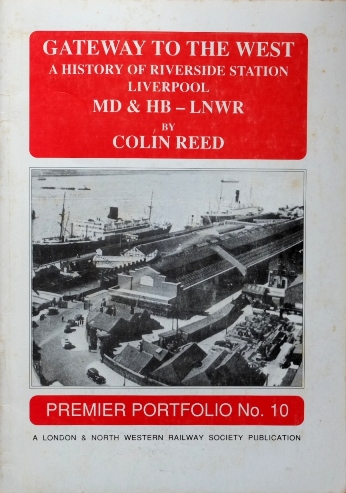 GATEWAY TO THE WEST
A HISTORY OF RIVERSIDE STATION
LIVERPOOL
MD & HB – LNWR
BY
COLIN REED
PREMIER PORTFOLIO No. 10
A LONDON & NORTH WESTERN RAILWAY SOCIETY PUBLICATION